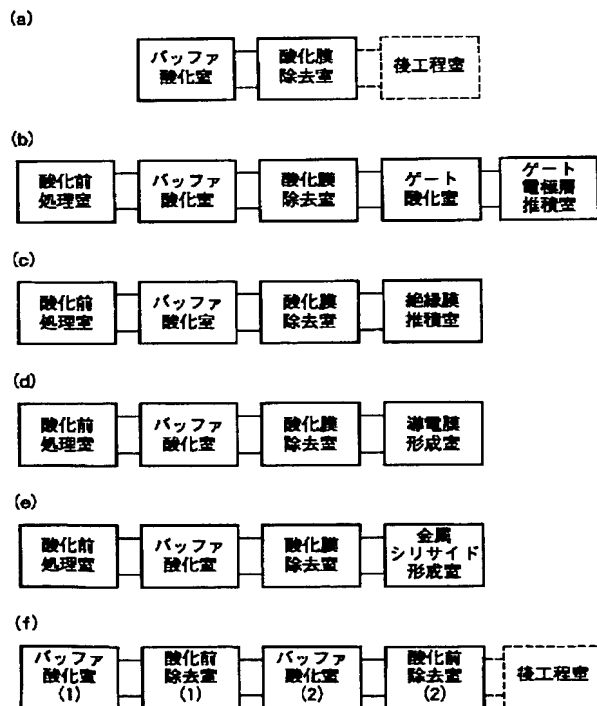 (a)
バッファ
酸化室
酸化膜
除去室
後工程室
(b)
酸化前
処理室
バッファ
酸化室
酸化膜
除去室
ゲート
酸化室
ゲート
電極層
推積室
(c)
酸化前
処理室
バッファ
酸化室
酸化膜
除去室
絶縁膜
推積室
(d)
酸化前
処理室
バッファ
酸化室
酸化膜
除去室
導電膜
形成室
(e)
酸化前
処理室
バッファ
酸化室
酸化膜
除去室
金属
シリサイド
形成室
(f)
バッファ
酸化室
(1)
酸化前
除去室
(1)
バッファ
酸化室
(2)
酸化前
除去室
(2)
後工程室